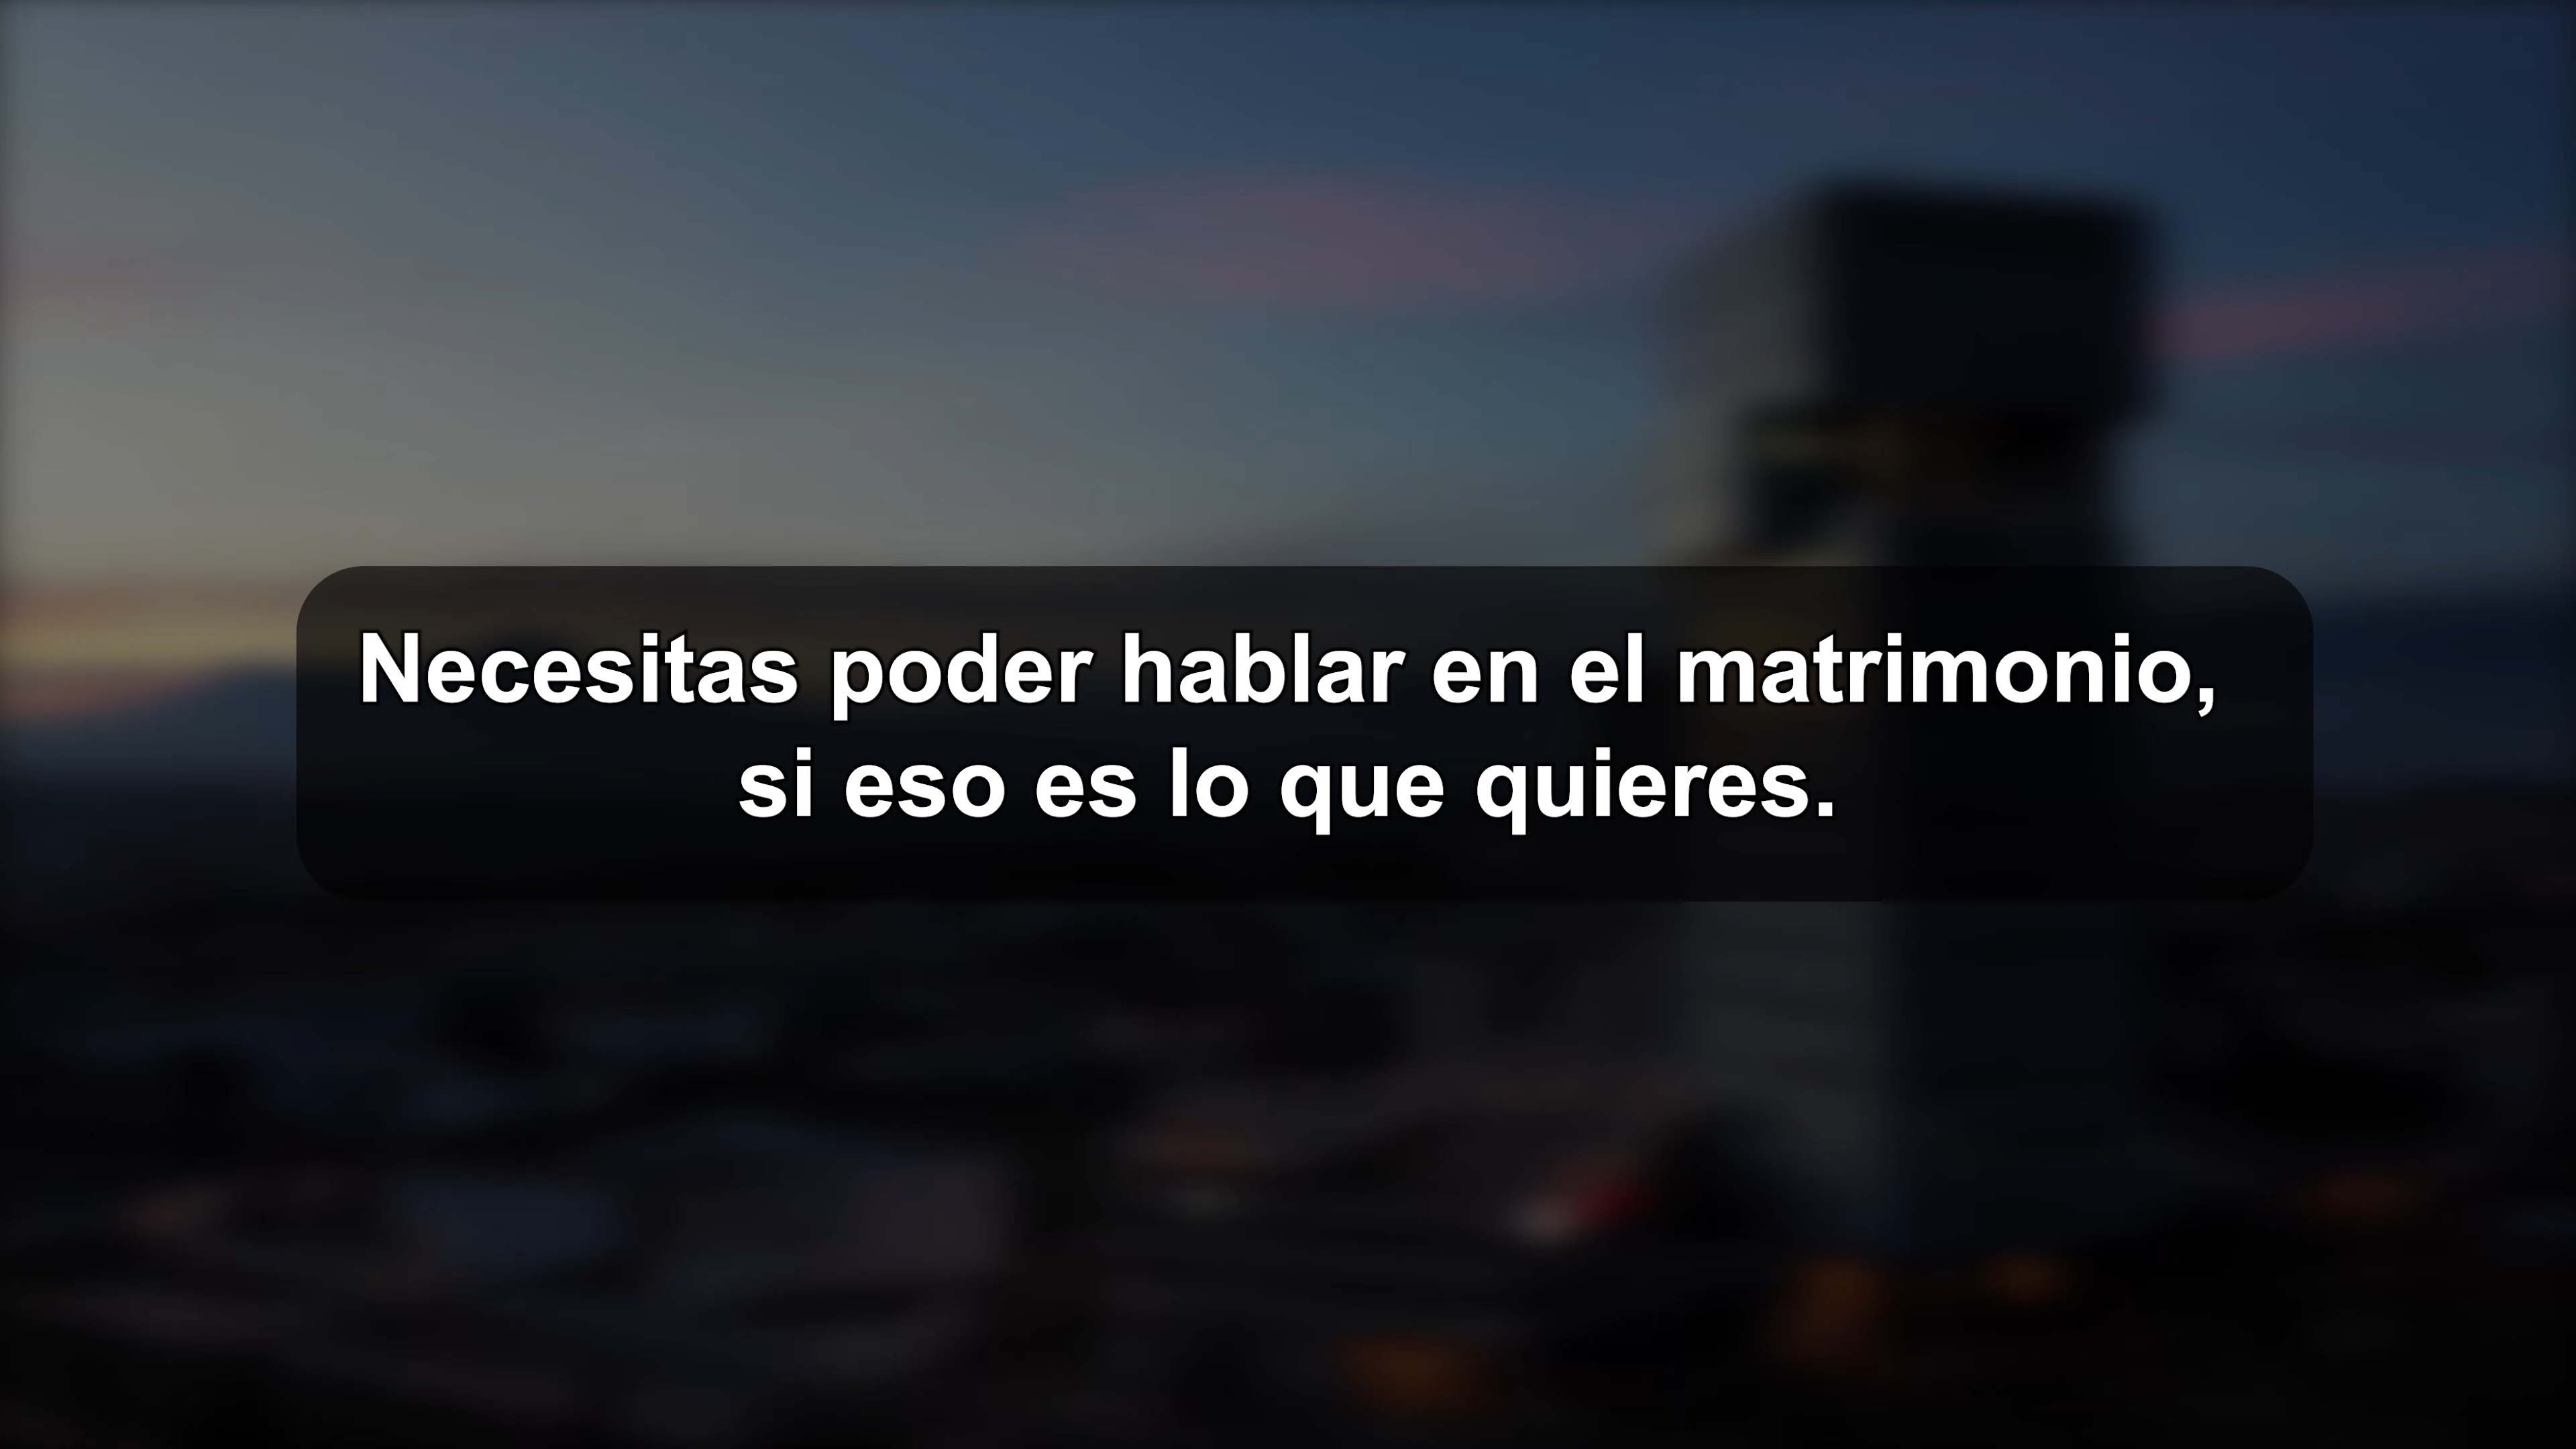 Necesitas poder hablar en el matrimonio,
si eso es lo que quieres.